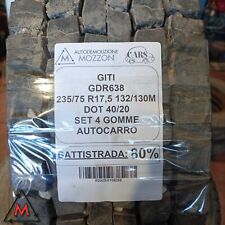 AUTODEMOLIZIONE
MOZZON
CARS
GITI
GDR638
235/75 R17,5 132/130M
DOT 40/20
SET 4 GOMME
AUTOCARRO
BATTISTRADA: 80%